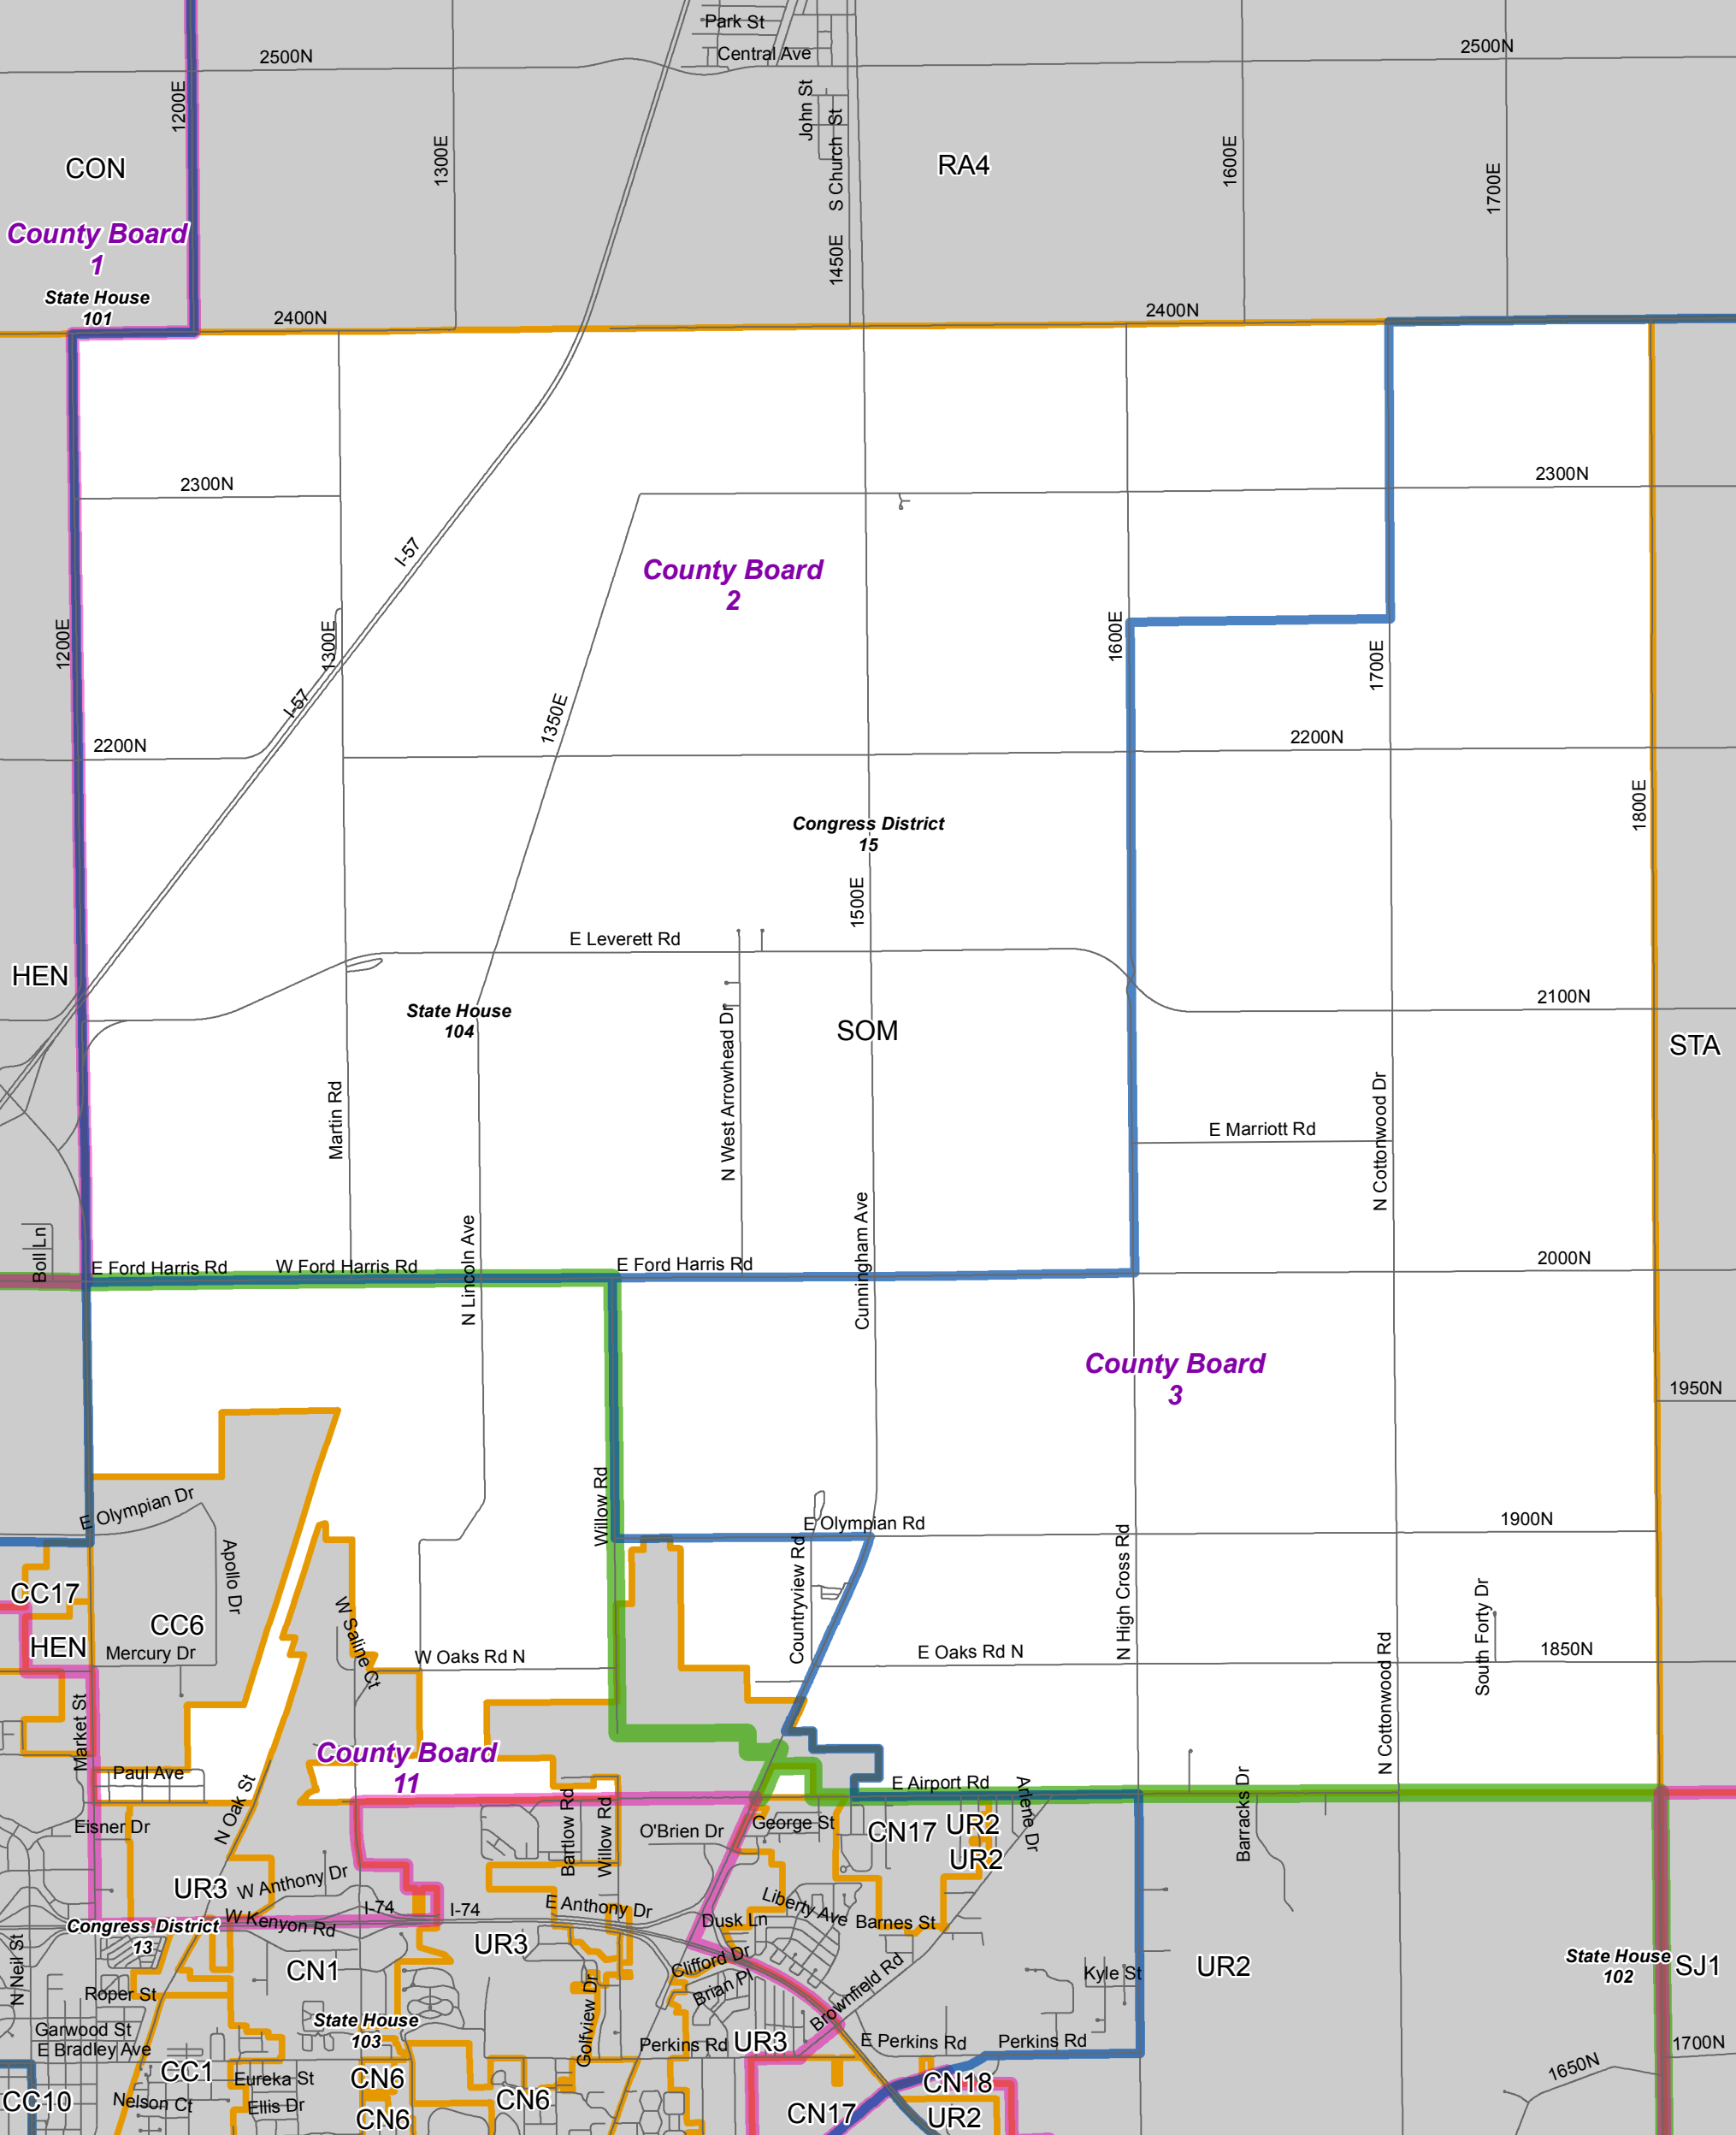 Park St
2500N
Central Ave
2500N
1200E
John St
S Church St
1300E
1600E
1700E
CON
RA4
County Board
1
1450E
State House
101
2400N
2400N
2300N
2300N
I-57
County Board
2
1200E
1300E
1600E
1700E
I-57
1350E
2200N
2200N
1800E
Congress District
15
1500E
E Leverett Rd
HEN
2100N
State House
104
N West Arrowhead Dr
SOM
STA
Martin Rd
E Marriott Rd
N Cottonwood Dr
Boll Ln
N Lincoln Ave
Cunningham Ave
E Ford Harris Rd
W Ford Harris Rd
E Ford Harris Rd
2000N
County Board
3
1950N
E Olympian Dr
Willow Rd
E Olympian Rd
1900N
Apollo Dr
Countryview Rd
N High Cross Rd
South Forty Dr
CC17
CC6
W Saline Ct
HEN
Mercury Dr
W Oaks Rd N
E Oaks Rd N
1850N
Market St
N Cottonwood Rd
County Board
11
Paul Ave
E Airport Rd
N Oak St
Bartlow Rd
Willow Rd
Arlene Dr
Barracks Dr
Eisner Dr
O'Brien Dr
George St
CN17
UR2
UR2
UR3
W Anthony Dr
I-74
I-74
E Anthony Dr
Liberty Ave
Congress District
13
W Kenyon Rd
Dusk Ln
Barnes St
N Neil St
UR3
CN1
Clifford Dr
Brian Pl
Brownfield Rd
Kyle St
UR2
State House
102
SJ1
Roper St
Golfview Dr
State House
103
Garwood St
E Bradley Ave
Perkins Rd
UR3
E Perkins Rd
Perkins Rd
1700N
1650N
CC1
Eureka St
CN6
CN6
CN18
CC10
Nelson Ct
Ellis Dr
CN6
CN17
UR2